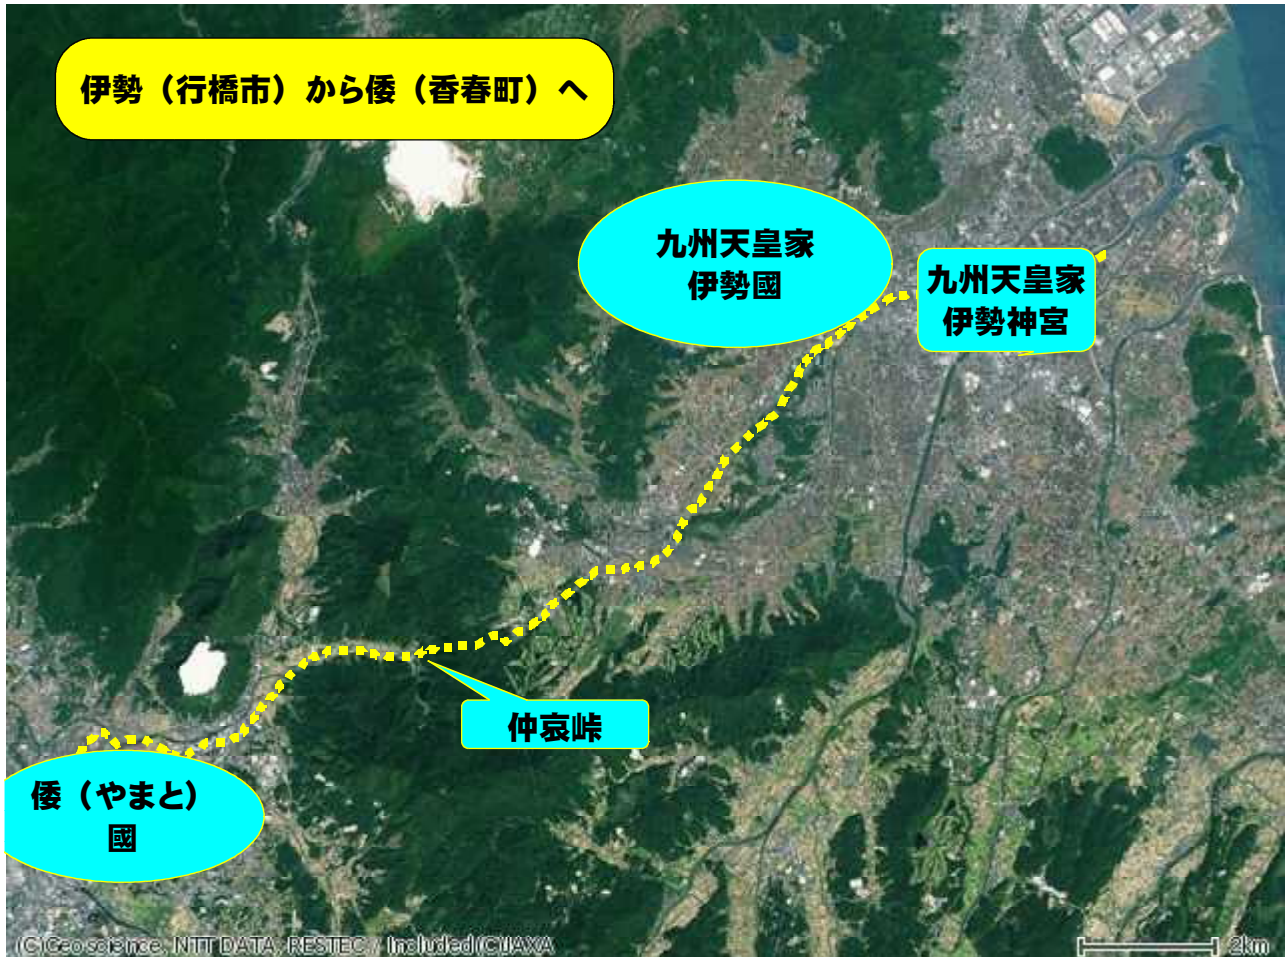 伊勢（行橋市）から倭（香春町）へ
九州天皇家
伊勢國
九州天皇家
伊勢神宮
仲哀峠
倭（やまと）
國
(C)Geoscience, NTT DATA, RESTEC / Included (C)JAXA
2km